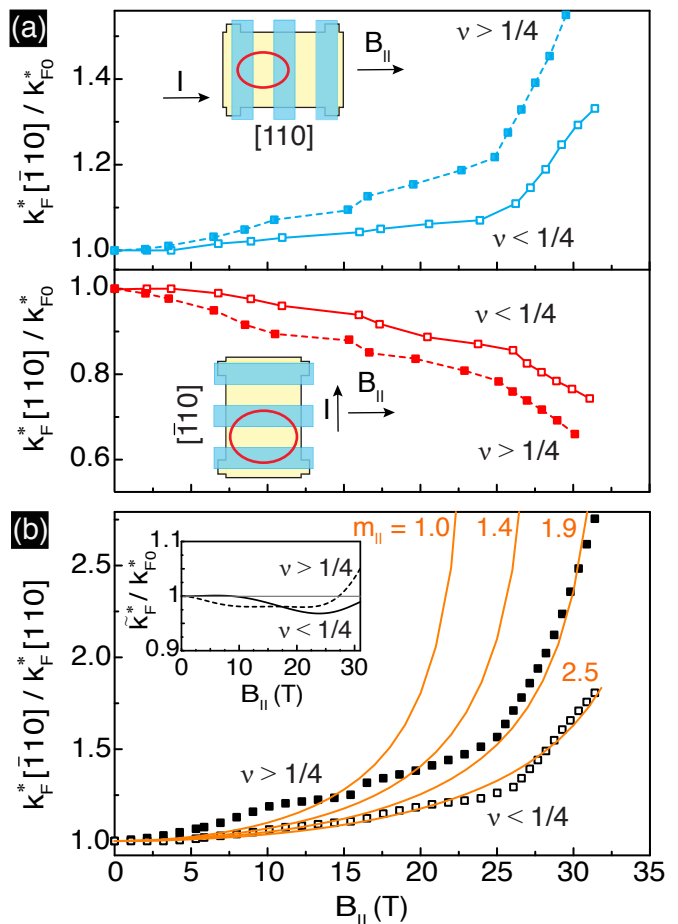 (a)
k*F[1̄10] / k*F0
1.4
1.2
1.0
I
B||
[110]
ν > 1/4
ν < 1/4
k*F[110] / k*F0
1.0
0.8
0.6
[1̄10]
I
B||
ν < 1/4
ν > 1/4
(b)
k*F[1̄10] / k*F[110]
2.5
2.0
1.5
1.0
m|| = 1.0
1.4
1.9
2.5
k̃*F / k*F0
1.1
1
0.9
ν > 1/4
ν < 1/4
0 10 20 30
B|| (T)
ν > 1/4
ν < 1/4
0 5 10 15 20 25 30 35
B|| (T)